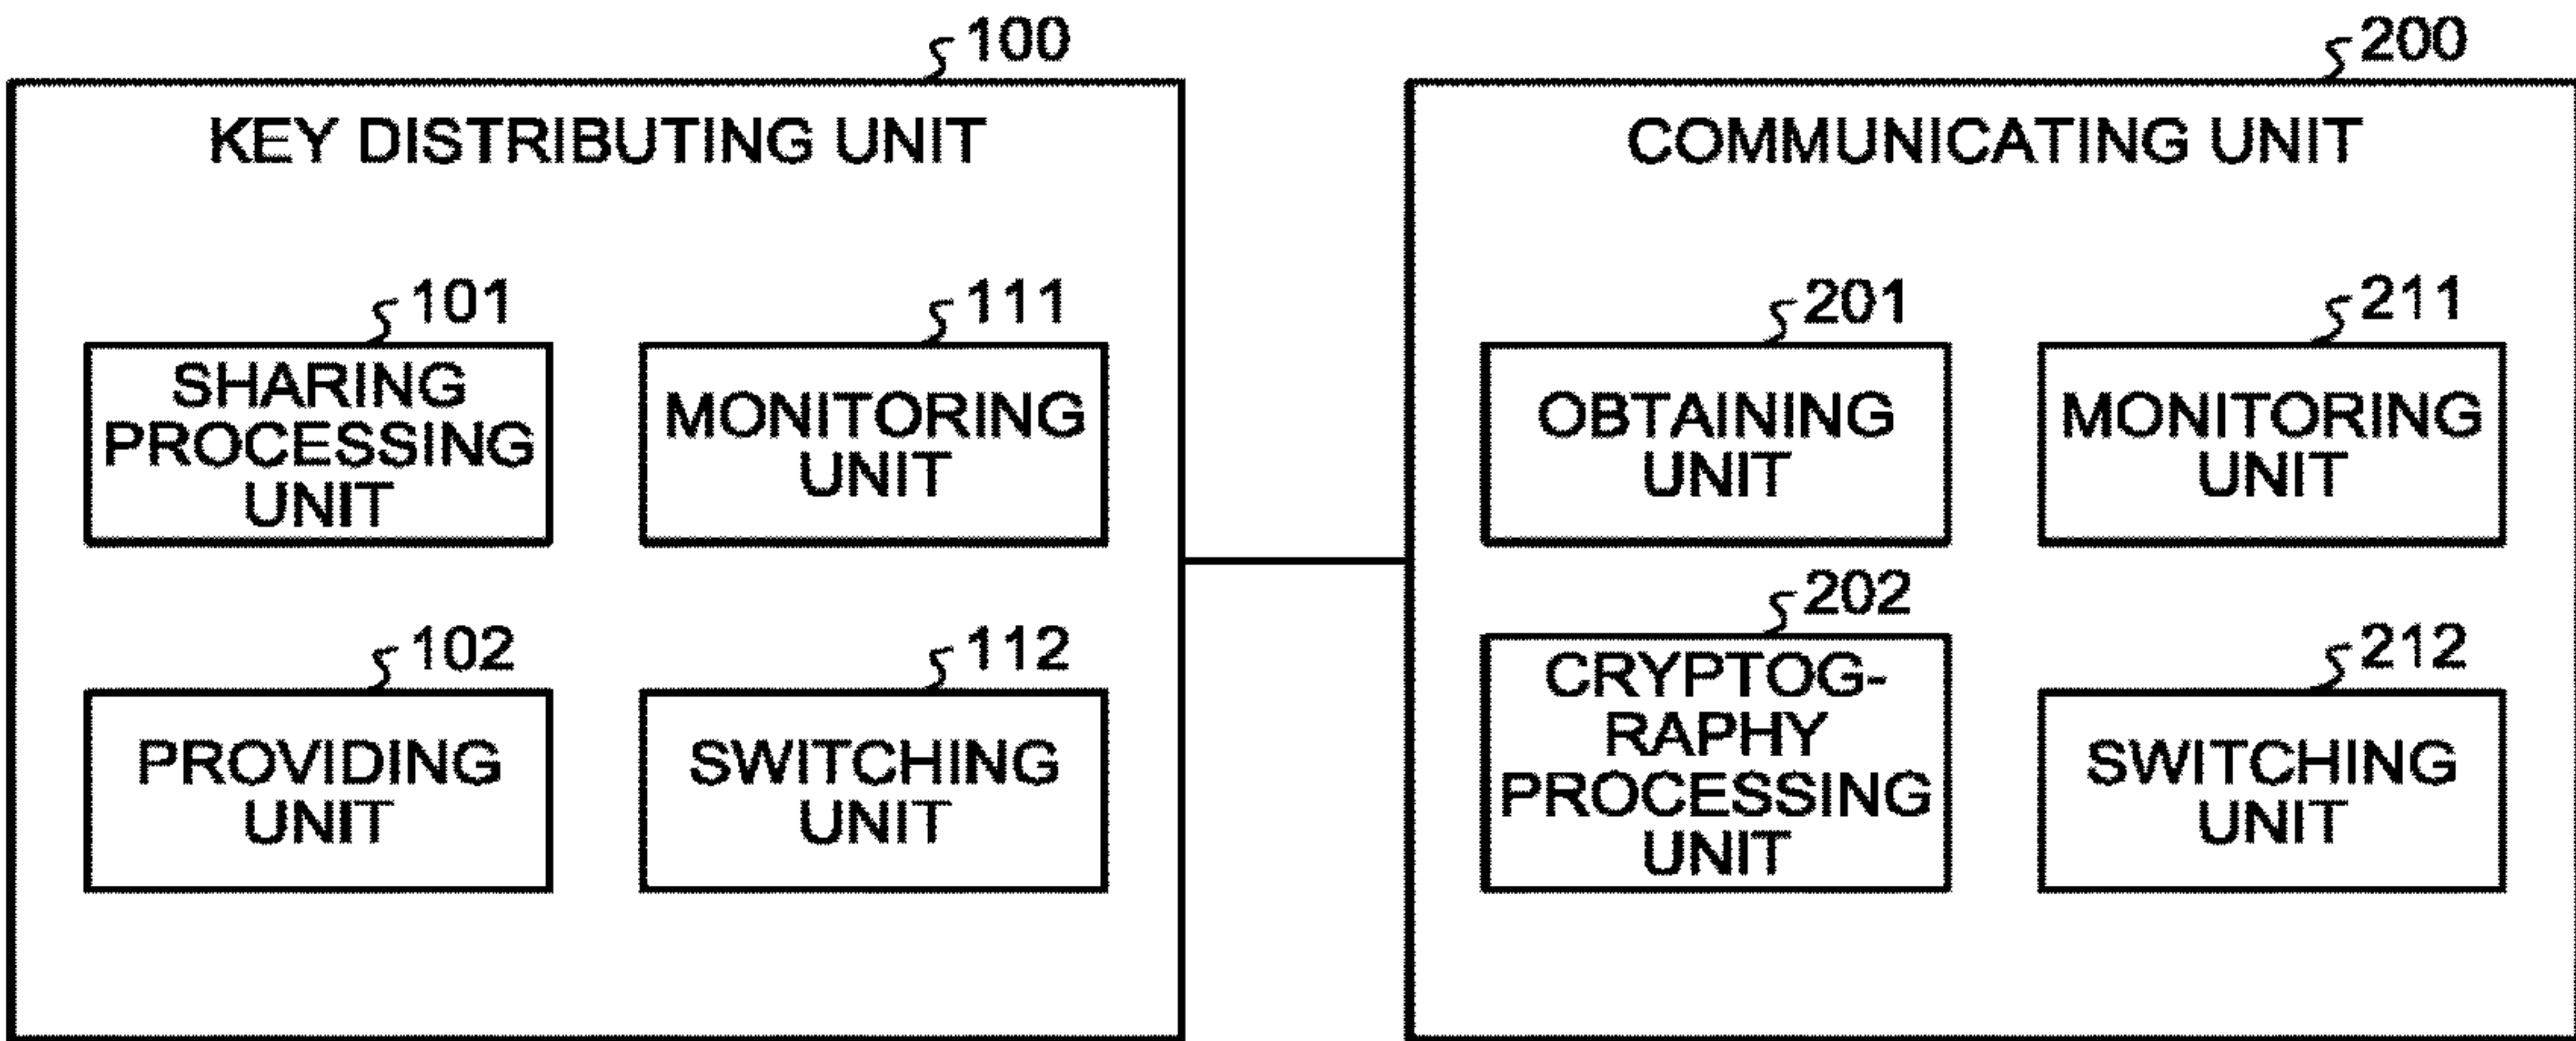 100
KEY DISTRIBUTING UNIT
101
SHARING
PROCESSING
UNIT
111
MONITORING
UNIT
102
PROVIDING
UNIT
112
SWITCHING
UNIT
200
COMMUNICATING UNIT
201
OBTAINING
UNIT
211
MONITORING
UNIT
202
CRYPTOG-
RAPHY
PROCESSING
UNIT
212
SWITCHING
UNIT